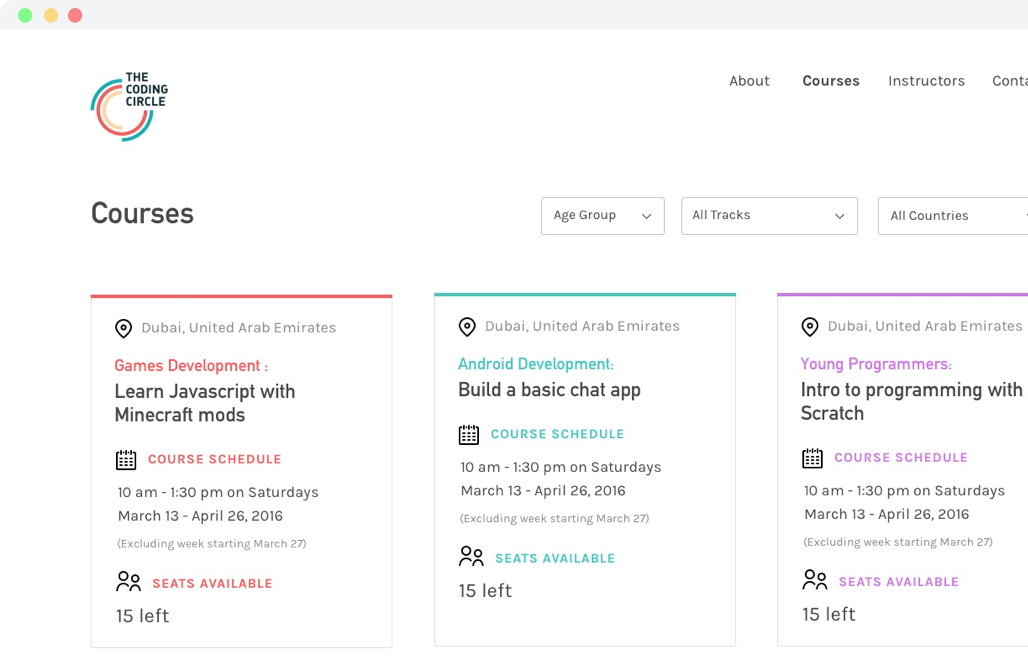 THE
CODING
CIRCLE
About Courses Instructors
Courses
Age Group All Tracks All Countries
Dubai, United Arab Emirates
Games Development :
Learn Javascript with
Minecraft mods
COURSE SCHEDULE
10 am - 1:30 pm on Saturdays
March 13 - April 26, 2016
(Excluding week starting March 27)
SEATS AVAILABLE
15 left
Dubai, United Arab Emirates
Android Development:
Build a basic chat app
COURSE SCHEDULE
10 am - 1:30 pm on Saturdays
March 13 - April 26, 2016
(Excluding week starting March 27)
SEATS AVAILABLE
15 left
Dubai, United Arab Emirates
Young Programmers:
Intro to programming with
Scratch
COURSE SCHEDULE
10 am - 1:30 pm on Saturdays
March 13 - April 26, 2016
(Excluding week starting March 27)
SEATS AVAILABLE
15 left